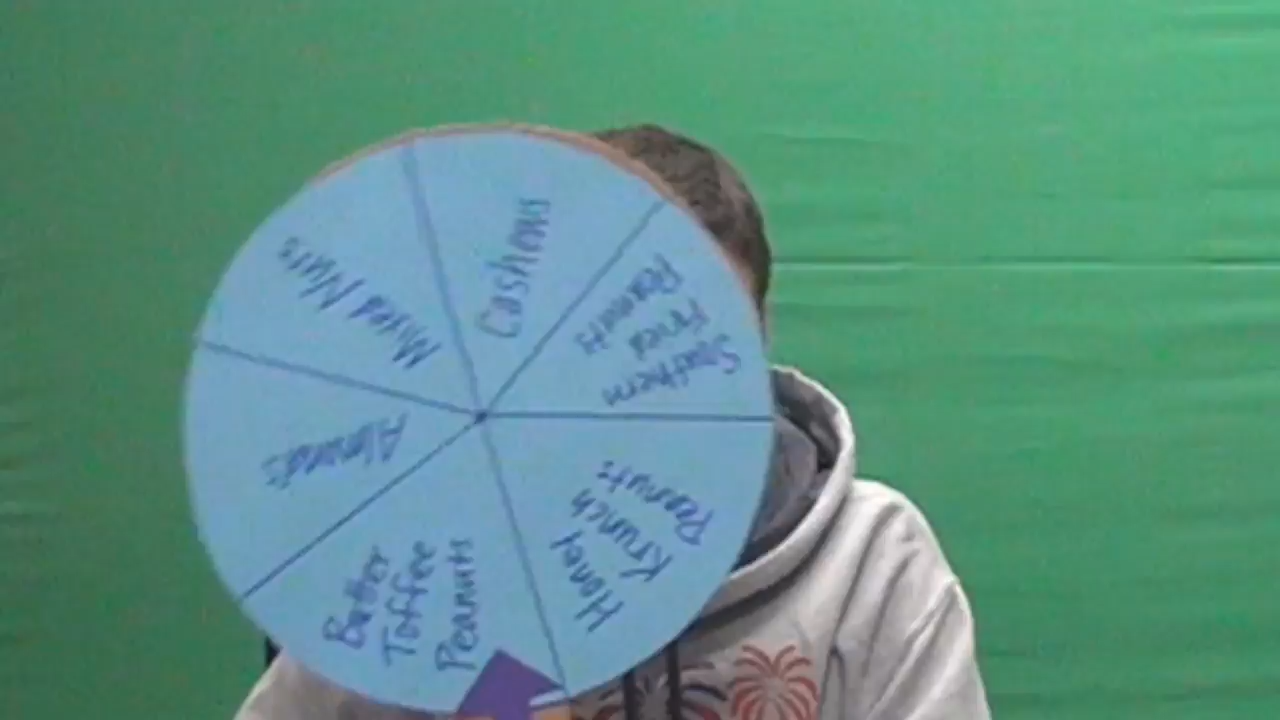 Cashews
Southern
Fried
Peanuts
Honey
Krunch
Peanuts
Butter
Toffee
Peanuts
Almonds
Mixed Nuts